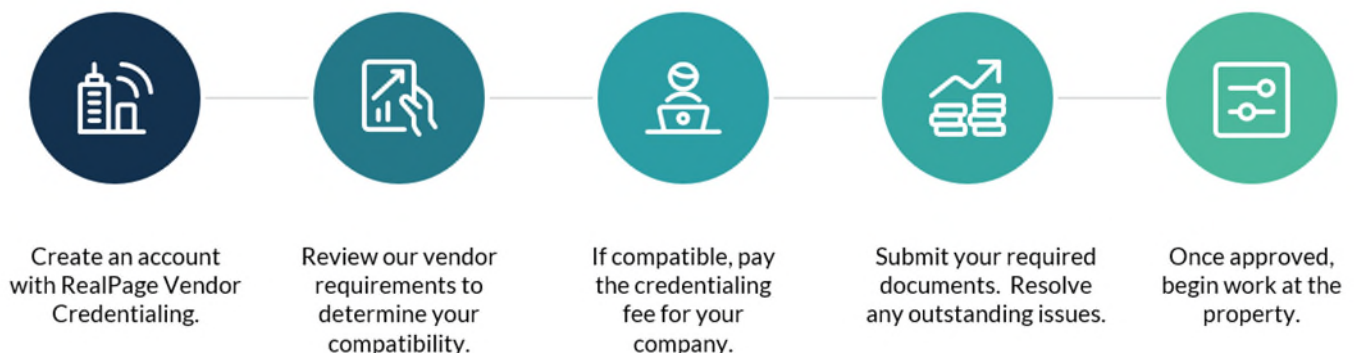 Create an account
with RealPage Vendor
Credentialing.
Review our vendor
requirements to
determine your
compatibility.
If compatible, pay
the credentialing
fee for your
company.
Submit your required
documents.  Resolve
any outstanding issues.
Once approved,
begin work at the
property.